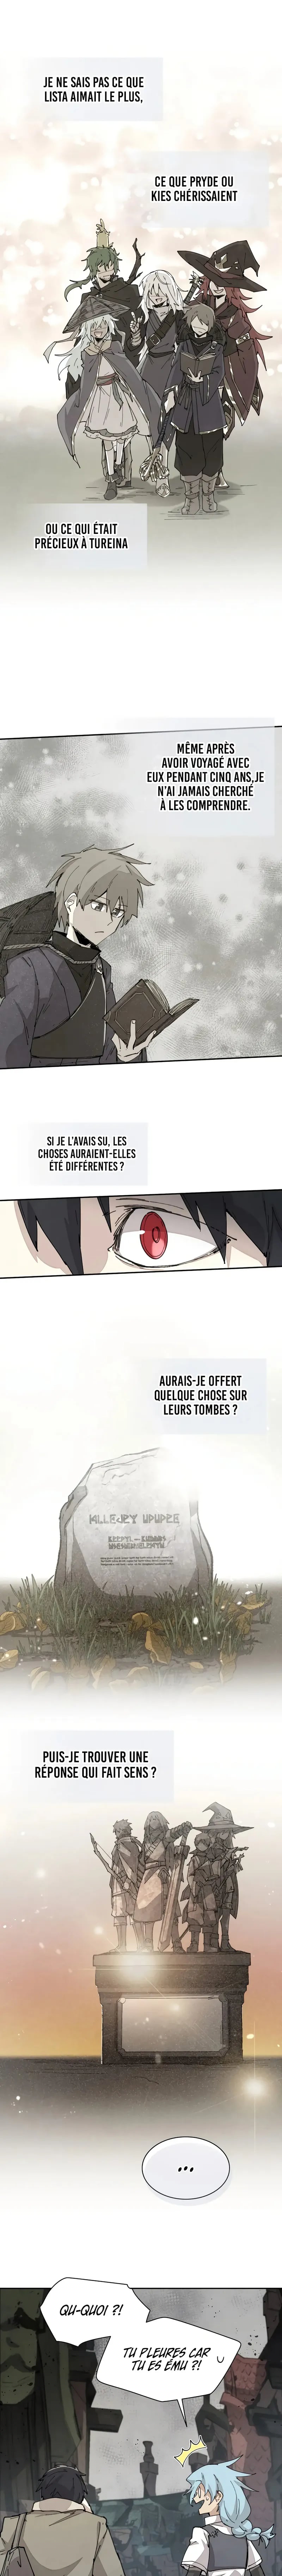 JE NE SAIS PAS CE QUE
LISTA AIMAIT LE PLUS,
CE QUE PRYDE OU
KIES CHÉRISSAIENT
OU CE QUI ÉTAIT
PRÉCIEUX À TUREINA
MÊME APRÈS
AVOIR VOYAGÉ AVEC
EUX PENDANT CINQ ANS,JE
N'AI JAMAIS CHERCHÉ
À LES COMPRENDRE.
SI JE L'AVAIS SU, LES
CHOSES AURAIENT-ELLES
ÉTÉ DIFFÉRENTES ?
AURAIS-JE OFFERT
QUELQUE CHOSE SUR
LEURS TOMBES ?
PUIS-JE TROUVER UNE
RÉPONSE QUI FAIT SENS ?
...
QU-QUOI ?!
TU PLEURES CAR
TU ES ÉMU ?!